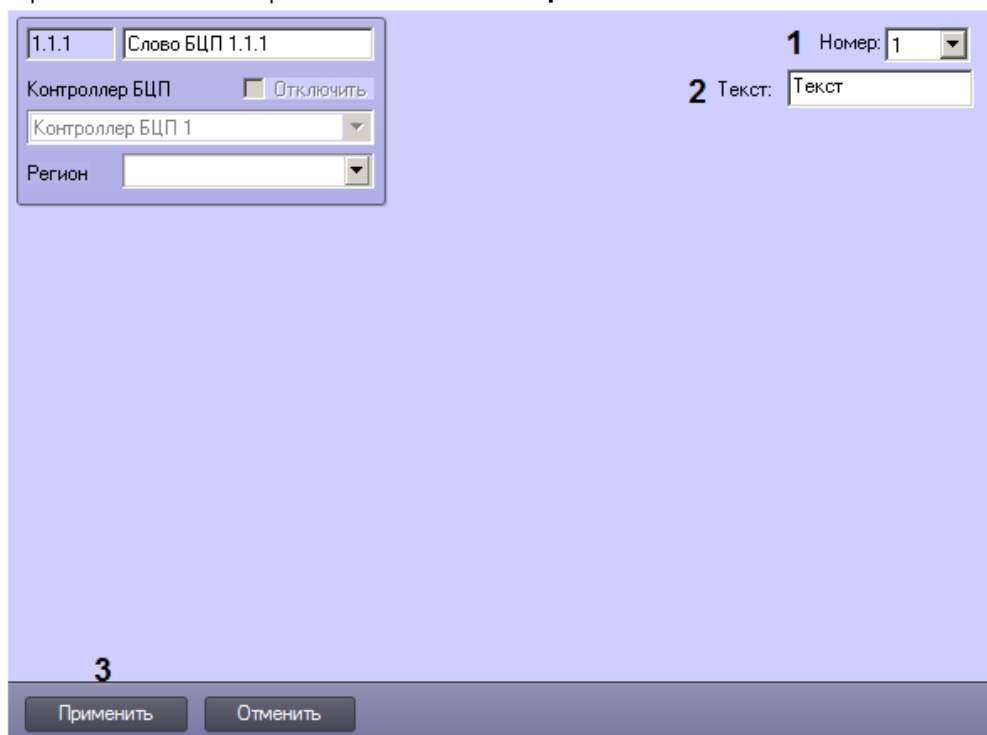 1.1.1 Слово БЦП 1.1.1
Контроллер БЦП Отключить
Контроллер БЦП 1
Регион
1 Номер: 1
2 Текст: Текст
3
Применить Отменить